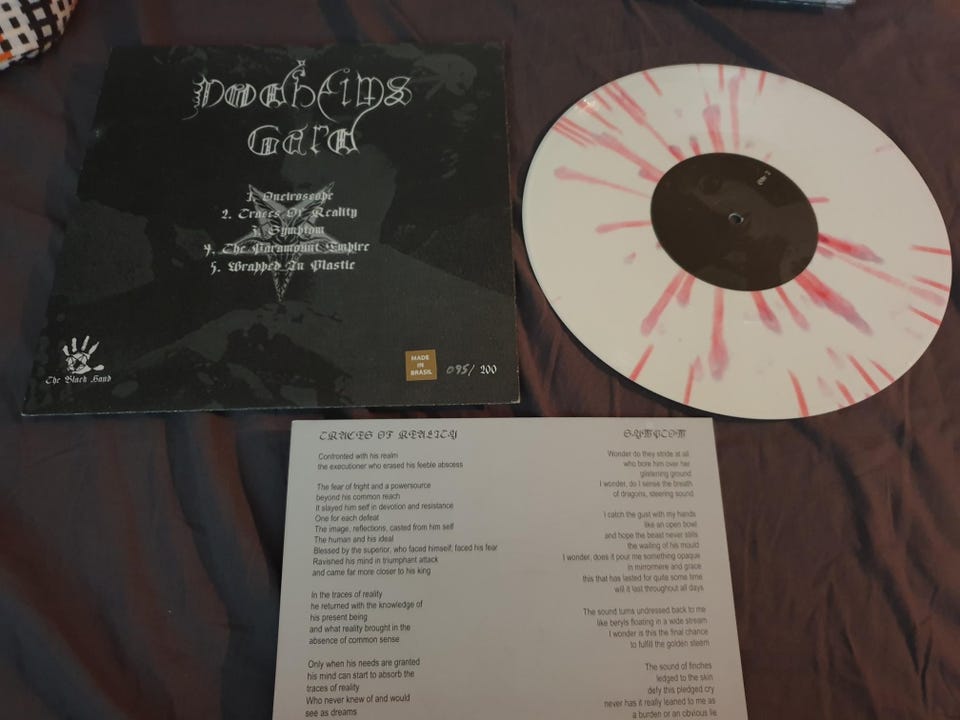 Dødheims
Gard
1. Oneiroscope
2. Traces Of Reality
3. Symptom
4. The Paramount Empire
5. Wrapped In Plastic
The Black Hand
MADE
IN
BRASIL
095/ 200
TRACES OF REALITY
Confronted with his realm
the executioner who erased his feeble abscess
The fear of fright and a powersource
beyond his common reach
It slayed him self in devotion and resistance
One for each defeat
The image, reflections, casted from him self
The human and his ideal
Blessed by the superior, who faced himself, faced his fear
Ravished his mind in triumphant attack
and came far more closer to his king
In the traces of reality
he returned with the knowledge of
his present being
and what reality brought in the
absence of common sense
Only when his needs are granted
his mind can start to absorb the
traces of reality
Who never knew of and would
see as dreams
SYMPTOM
Wonder do they stride at all
who bore him over her
glistening ground
I wonder, do I sense the breath
of dragons, steering sound
I catch the gust with my hands
like an open bowl
and hope the beast never stills
the wailing of his mould
I wonder, does it pour me something opaque
in mirrormere and grace
this that has lasted for quite some time
will it last throughout all days
The sound turns undressed back to me
like beryls floating in a wide stream
I wonder is this the final chance
to fulfill the golden steam
The sound of finches
ledged to the skin
defy this pledged cry
never has it really leaned to me as
a burden or an obvious lie